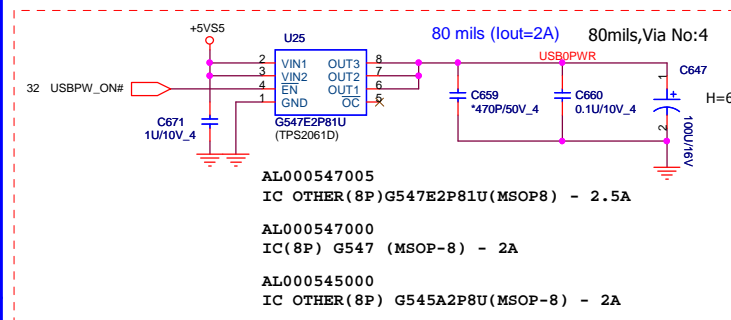 +5VS5
U25
80 mils (Iout=2A)
80mils,Via No:4
2 VIN1 OUT3 8
USB0PWR
3 VIN2 OUT2 7
C647
32 USBPW_ON#
4 EN OUT1 6
1 GND OC 5
1
+
2
100U/16V
H=6
C659
*470P/50V_4
C660
0.1U/10V_4
C671
1U/10V_4
G547E2P81U
(TPS2061D)
AL000547005
IC OTHER(8P)G547E2P81U(MSOP8) - 2.5A
AL000547000
IC(8P) G547 (MSOP-8) - 2A
AL000545000
IC OTHER(8P) G545A2P8U(MSOP-8) - 2A